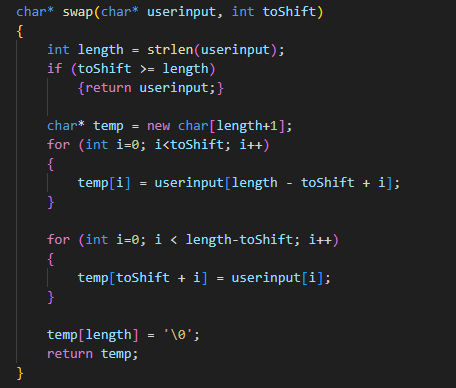 char* swap(char* userinput, int toShift)
{
    int length = strlen(userinput);
    if (toShift >= length)
        {return userinput;}

    char* temp = new char[length+1];
    for (int i=0; i<toShift; i++)
    {
        temp[i] = userinput[length - toShift + i];
    }

    for (int i=0; i < length-toShift; i++)
    {
        temp[toShift + i] = userinput[i];
    }

    temp[length] = '\0';
    return temp;
}